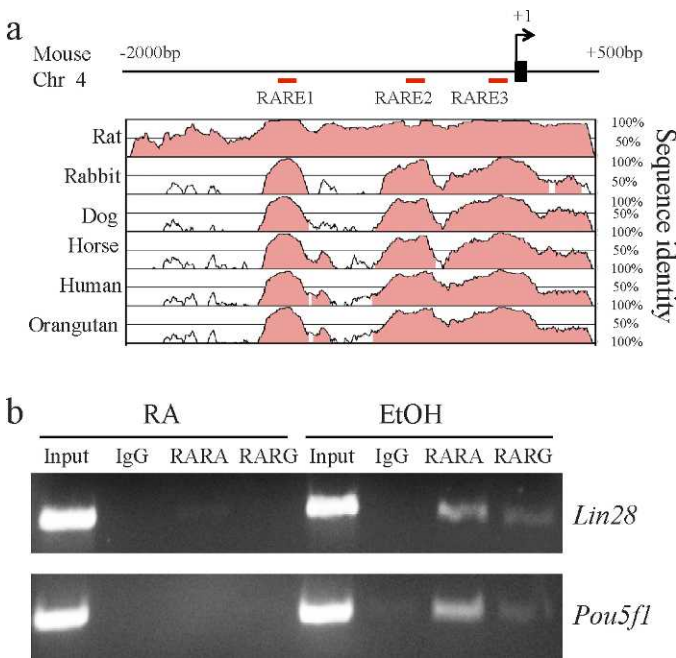 a
+1
Mouse -2000bp +500bp
Chr 4
RARE1 RARE2 RARE3
Rat 100% 50%
Rabbit 100% 50%
Dog 100% 50%
Horse 100% 50%
Human 100% 50%
Orangutan 100% 50%
100%
Sequence identity
b
RA EtOH
Input IgG RARA RARG Input IgG RARA RARG
Lin28
Pou5f1